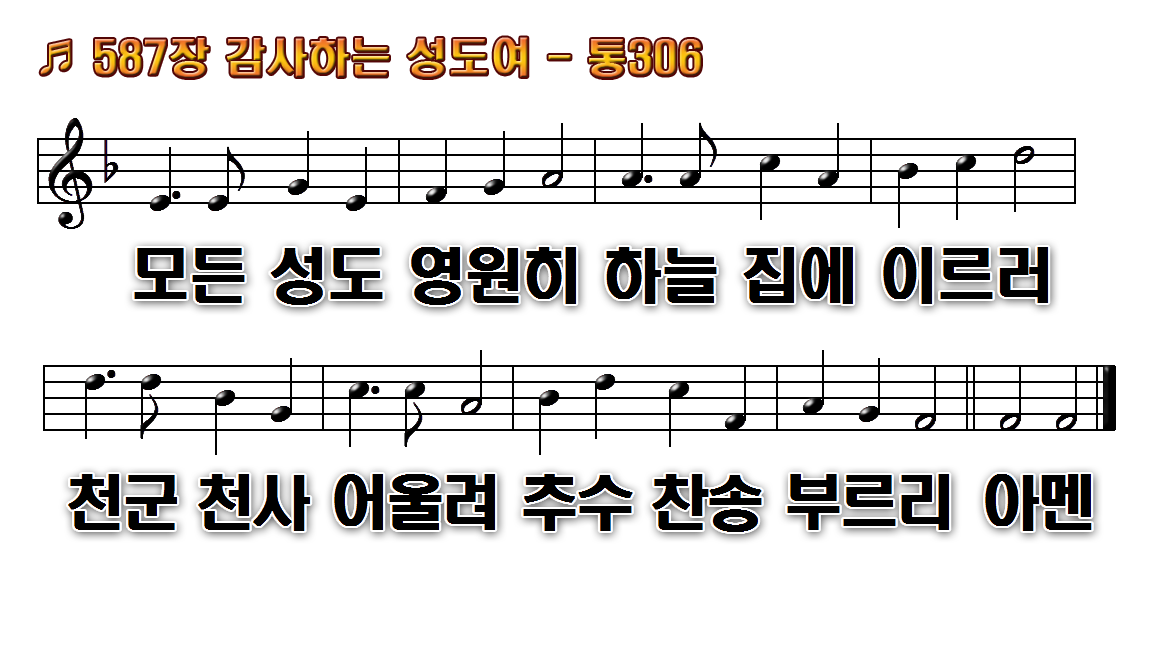 587장 감사하는 성도여 - 통306
모든 성도 영원히 하늘 집에 이르러
천군 천사 어울려 추수 찬송 부르리 아멘